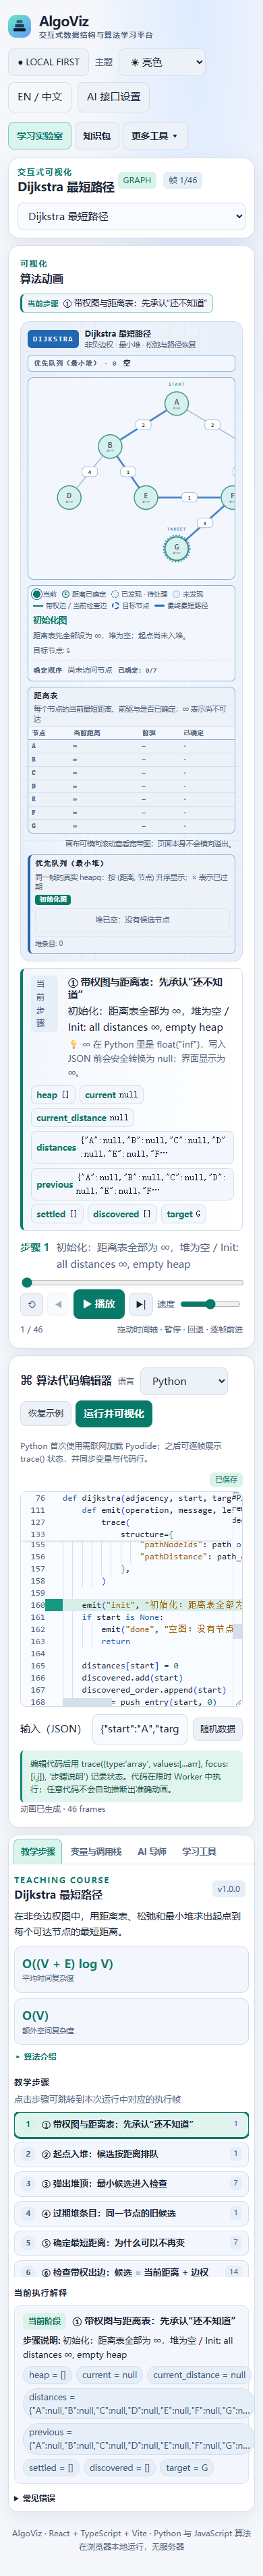 AlgoViz
交互式数据结构与算法学习平台
● LOCAL FIRST 主题 ☀ 亮色
EN / 中文 AI 接口设置
学习实验室 知识包 更多工具 ▾
交互式可视化
Dijkstra 最短路径 GRAPH 帧 1/46
Dijkstra 最短路径
可视化
算法动画
当前步骤 ① 带权图与距离表：先承认“还不知道”
DIJKSTRA Dijkstra 最短路径
非负边权 · 最小堆 · 松弛与路径恢复
优先队列（最小堆） · 0 空
START
A
2
2
B
4
1
D
E
1
F
3
TARGET
G
当前 距离已确定 已发现 · 待处理 未发现
带权边 / 当前检查边 目标节点 最终最短路径
初始化图
距离表先全部设为 ∞，堆为空；起点尚未入堆。
目标节点: G
确定顺序 尚未访问节点 已确定: 0/7
距离表
每个节点的当前最短距离、前驱与是否已确定；∞ 表示尚不可达
节点 当前距离 前驱 已确定
A ∞ — ·
B ∞ — ·
C ∞ — ·
D ∞ — ·
E ∞ — ·
F ∞ — ·
G ∞ — ·
画布可横向滚动查看宽常图；页面本身不会横向溢出。
优先队列（最小堆）
同一帧的真实 heapq：按 (距离, 节点) 升序显示；× 表示已过期
初始化图
堆已空：没有候选节点
堆条目: 0
当前步骤
① 带权图与距离表：先承认“还不知道”
初始化：距离表全部为 ∞，堆为空 /
Init: all distances ∞, empty heap
💡 ∞ 在 Python 里是 float("inf")，写入 JSON 前会安全转换为 null；界面显示为 ∞。
heap [] current null
current_distance null
distances {"A":null,"B":null,"C":null,"D":null,"E":null,"F…
previous {"A":null,"B":null,"C":null,"D":null,"E":null,"F…
settled [] discovered [] target G
步骤 1 初始化：距离表全部为 ∞，堆为空 / Init:
all distances ∞, empty heap
▶ 播放 ▶| 速度
1 / 46 拖动时间轴 · 暂停 · 回退 · 逐帧前进
⌘ 算法代码编辑器 语言 Python
恢复示例 运行并可视化
Python 首次使用需联网加载 Pyodide；之后可逐帧展示 trace() 状态，并同步变量与代码行。
已保存
76 def dijkstra(adjacency, start, targe
111 def emit(operation, message, le
127 trace(
133 structure={
155 "pathNodeIds": path o
156 "pathDistance": path_d
157 },
158 )
159
160 emit("init", "初始化：距离表全部为
161 if start is None:
162 emit("done", "空图：没有节点
163 return
164
165 distances[start] = 0
166 discovered.add(start)
167 discovered_order.append(start)
168 = push_entry(start, 0)
输入（JSON） {"start":"A","targ 随机数据
编辑代码后用 trace({type:'array', values:[...arr], focus:[i,j]}, '步骤说明') 记录状态。代码在限时 Worker 中执行；任意代码不会自动推断出准确动画。
动画已生成 · 46 frames
教学步骤 变量与调用栈 AI 导师 学习工具
TEACHING COURSE
Dijkstra 最短路径 v1.0.0
在非负权图中，用距离表、松弛和最小堆求出起点到每个可达节点的最短距离。
O((V + E) log V)
平均时间复杂度
O(V)
额外空间复杂度
▸ 算法介绍
教学步骤
点击步骤可跳转到本次运行中对应的执行帧
1 ① 带权图与距离表：先承认“还不知道” 1
2 ② 起点入堆：候选按距离排队 1
3 ③ 弹出堆顶：最小候选进入检查 7
4 ④ 过期堆条目：同一节点的旧候选 1
5 ⑤ 确定最短距离：为什么可以不再变 7
6 ⑥ 检查带权出边：候选 = 当前距离 + 边权 14
当前执行解释
当前阶段 ① 带权图与距离表：先承认“还不知道”
步骤说明: 初始化：距离表全部为 ∞，堆为空 / Init: all distances ∞, empty heap
heap = [] current = null current_distance = null
distances =
{"A":null,"B":null,"C":null,"D":null,"E":null,"F":null,"G":n…
previous =
{"A":null,"B":null,"C":null,"D":null,"E":null,"F":null,"G":n…
settled = [] discovered = [] target = G
▸ 常见错误
AlgoViz · React + TypeScript + Vite · Python 与 JavaScript 算法
在浏览器本地运行，无服务器